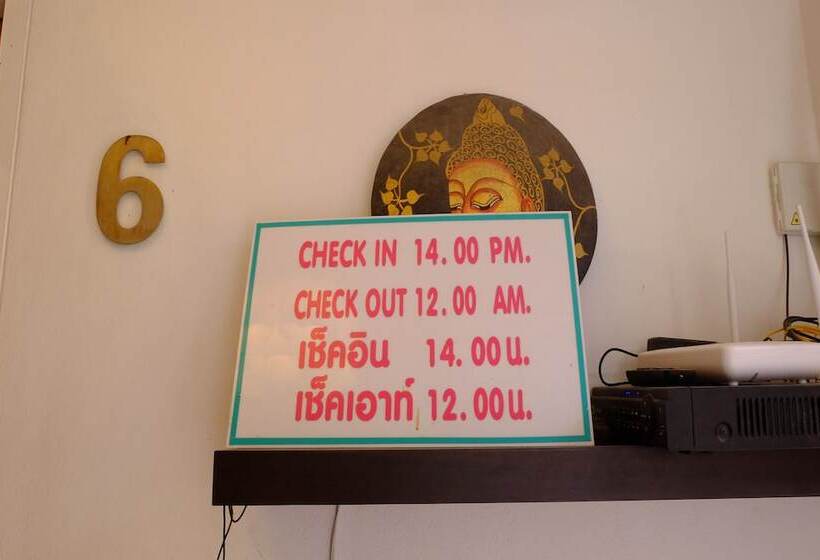 6
CHECK IN 14.00 PM.
CHECK OUT 12.00 AM.
เช็คอิน 14.00 น.
เช็คเอาท์ 12.00 น.